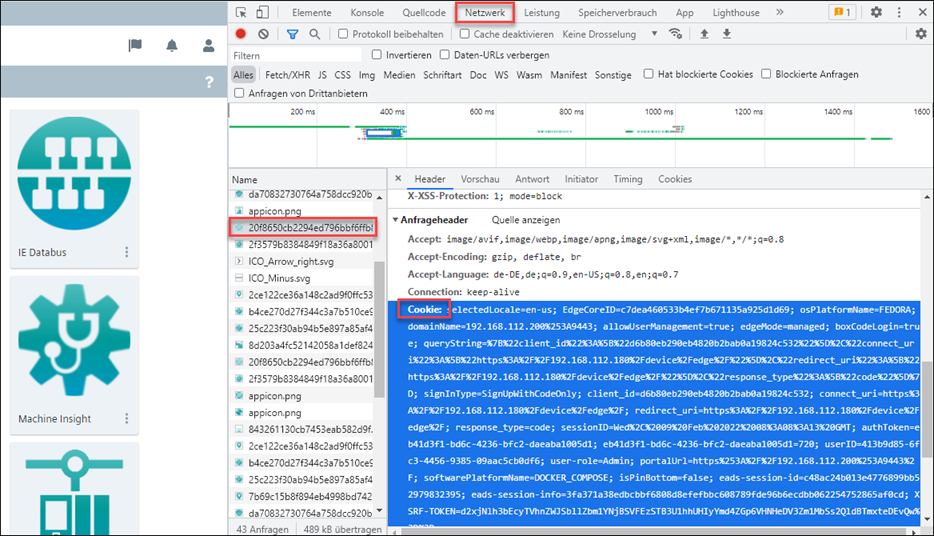 Elemente Konsole Quellcode Netzwerk Leistung Speicherverbrauch App Lighthouse » 1
Protokoll beibehalten Cache deaktivieren Keine Drosselung
Filtern Invertieren Daten-URLs verbergen
Alles Fetch/XHR JS CSS Img Medien Schriftart Doc WS Wasm Manifest Sonstige Hat blockierte Cookies Blockierte Anfragen
Anfragen von Drittanbietern
200 ms 400 ms 600 ms 800 ms 1000 ms 1200 ms 1400 ms 1600
?
IE Databus
Machine Insight
Name
da70832730764a758dcc920b
appicon.png
20f8650cb2294ed796bbf6ffb8
2f3579b8384489f18a36a8001
ICO_Arrow_right.svg
ICO_Minus.svg
2ce122ce36a148c2ad9f0ffc53
b4ce270d27f344c3a7b510ce9
25c223f30ab94b5e897a85af4
8d203a4fc52142058a1def824
20f8650cb2294ed796bbf6ffb8
2f3579b8384489f18a36a8001
appicon.png
appicon.png
843261130cb7453eab582d9f
2ce122ce36a148c2ad9f0ffc53
b4ce270d27f344c3a7b510ce9
25c223f30ab94b5e897a85af4
7b69c15b8f894eb4998bd742
da70832730764a758dcc920b
43 Anfragen 489 kB übertragen
Header Vorschau Antwort Initiator Timing Cookies
X-XSS-Protection: 1; mode=block
Anfrageheader Quelle anzeigen
Accept: image/avif,image/webp,image/apng,image/svg+xml,image/*,*/*;q=0.8
Accept-Encoding: gzip, deflate, br
Accept-Language: de-DE,de;q=0.9,en-US;q=0.8,en;q=0.7
Connection: keep-alive
Cookie: selectedLocale=en-us; EdgeCoreID=c7dea460533b4ef7b671135a925d1d69; osPlatformName=FEDORA;
domainName=192.168.112.200%253A9443; allowUserManagement=true; edgeMode=managed; boxCodeLogin=tru
e; queryString=%7B%22client_id%22%3A%5B%22d6b80eb290eb4820b2bab0a19824c532%22%5D%2C%22connect_ur
i%22%3A%5B%22https%3A%2F%2F192.168.112.180%2Fdevice%2Fedge%2F%22%5D%2C%22redirect_uri%22%3A%5B%22
https%3A%2F%2F192.168.112.180%2Fdevice%2Fedge%2F%22%5D%2C%22response_type%22%3A%5B%22code%22%5D%7
D; signInType=SignUpWithCodeOnly; client_id=d6b80eb290eb4820b2bab0a19824c532; connect_uri=https%3
A%2F%2F192.168.112.180%2Fdevice%2Fedge%2F; redirect_uri=https%3A%2F%2F192.168.112.180%2Fdevice%2F
edge%2F; response_type=code; sessionID=Wed%2C%2009%20Feb%202022%2008%3A08%3A13%20GMT; authToken=e
b41d3f1-bd6c-4236-bfc2-daeaba1005d1; eb41d3f1-bd6c-4236-bfc2-daeaba1005d1=720; userID=413b9d85-6f
c3-4456-9385-09aac5cb0df6; user-role=Admin; portalUrl=https%253A%2F%2F192.168.112.200%253A9443%2
F; softwarePlatformName=DOCKER_COMPOSE; isPinBottom=false; eads-session-id=c48ac24b013e4776899bb5
2979832395; eads-session-info=3fa371a38edbcbbf6808d8efefbbc608789fde96b6ecdbb062254752865af0cd; X
SRF-TOKEN=